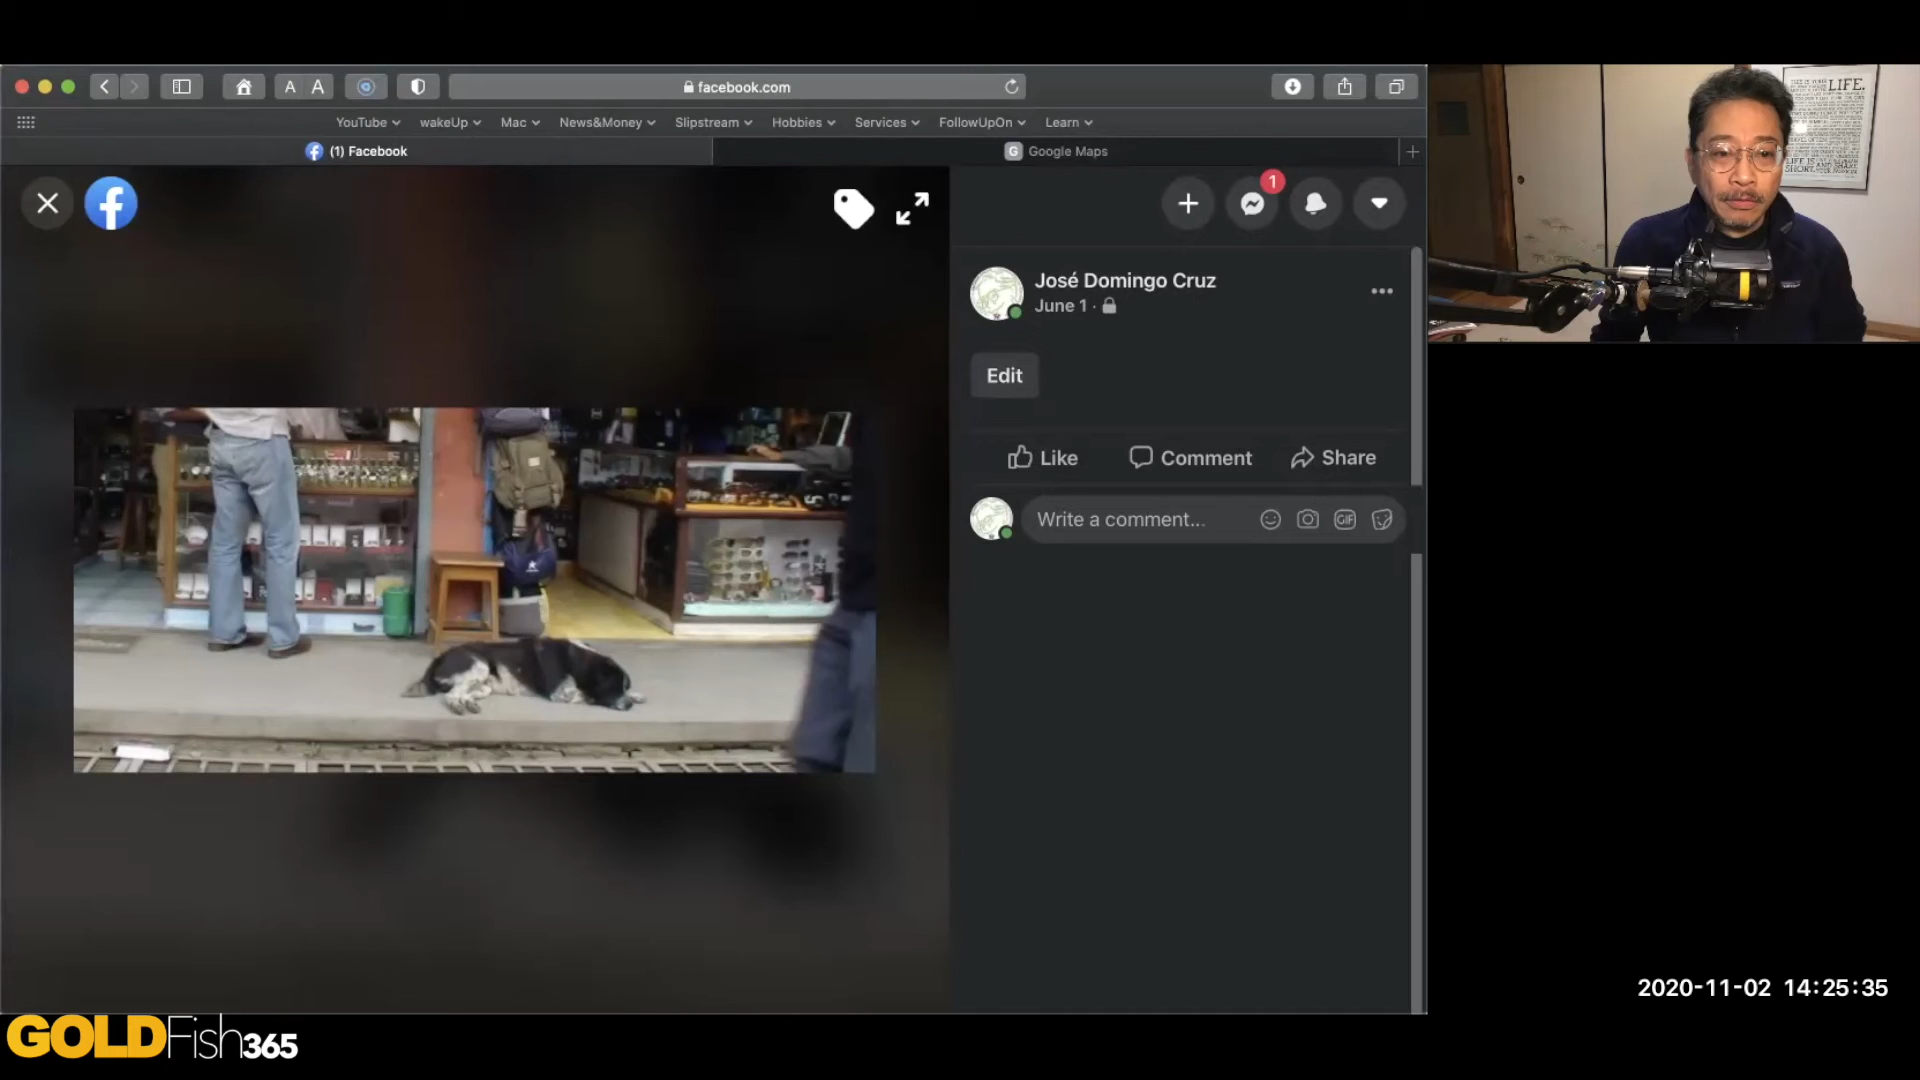 A A
facebook.com
YouTube
wakeUp
Mac
News&Money
Slipstream
Hobbies
Services
FollowUpOn
Learn
(1) Facebook
G Google Maps
1
José Domingo Cruz
June 1 ·
Edit
Like
Comment
Share
Write a comment...
GIF
LIFE.
2020-11-02 14:25:35
GOLDFish365